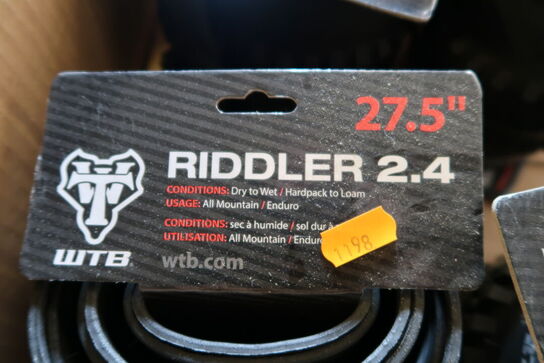 27.5"
RIDDLER 2.4
CONDITIONS: Dry to Wet / Hardpack to Loam
USAGE: All Mountain / Enduro
CONDITIONS: sec à humide / sol dur à
UTILISATION: All Mountain / Enduro
wtb.com
WTB
1198